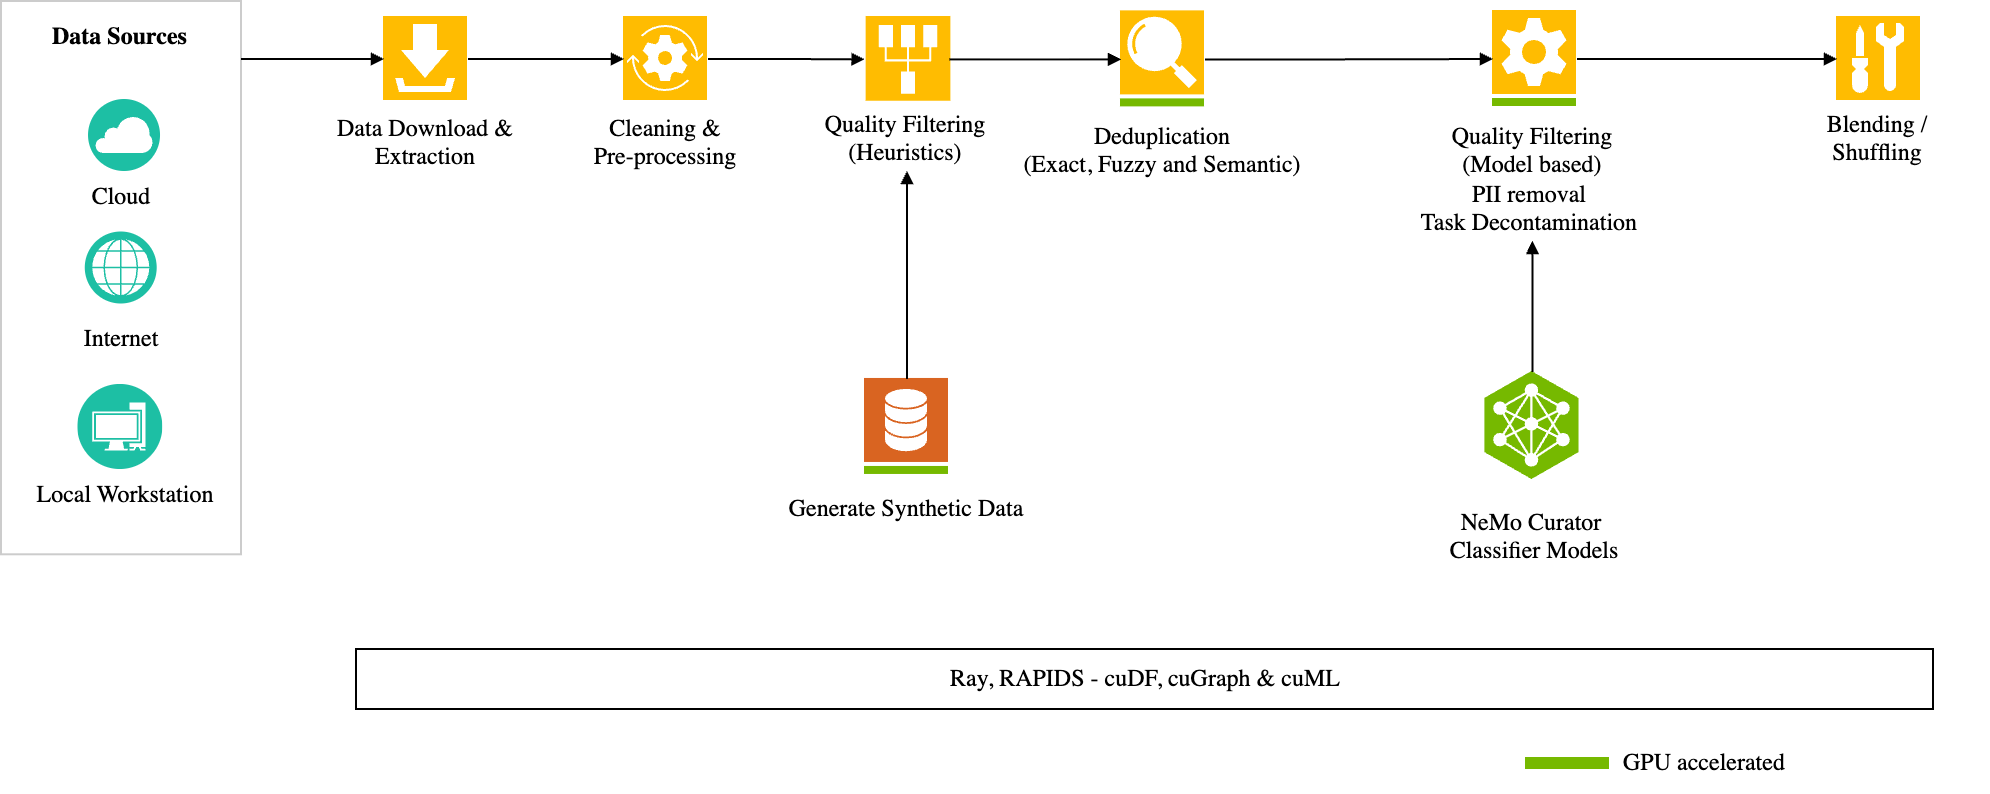 Data Sources
Cloud
Internet
Local Workstation
Data Download &
Extraction
Cleaning &
Pre-processing
Quality Filtering
(Heuristics)
Deduplication
(Exact, Fuzzy and Semantic)
Quality Filtering
(Model based)
PII removal
Task Decontamination
Blending /
Shuffling
Generate Synthetic Data
NeMo Curator
Classifier Models
Ray, RAPIDS - cuDF, cuGraph & cuML
GPU accelerated